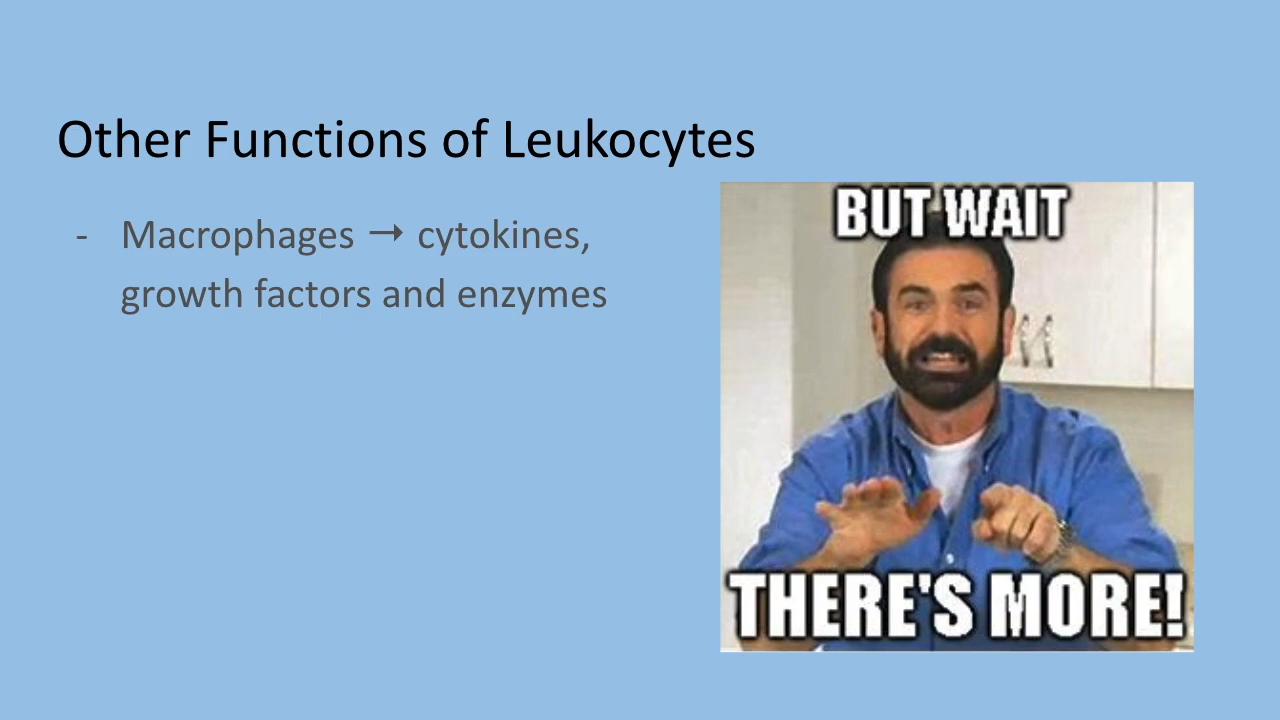 Other Functions of Leukocytes
- Macrophages → cytokines,
growth factors and enzymes
BUT WAIT
THERE'S MORE!